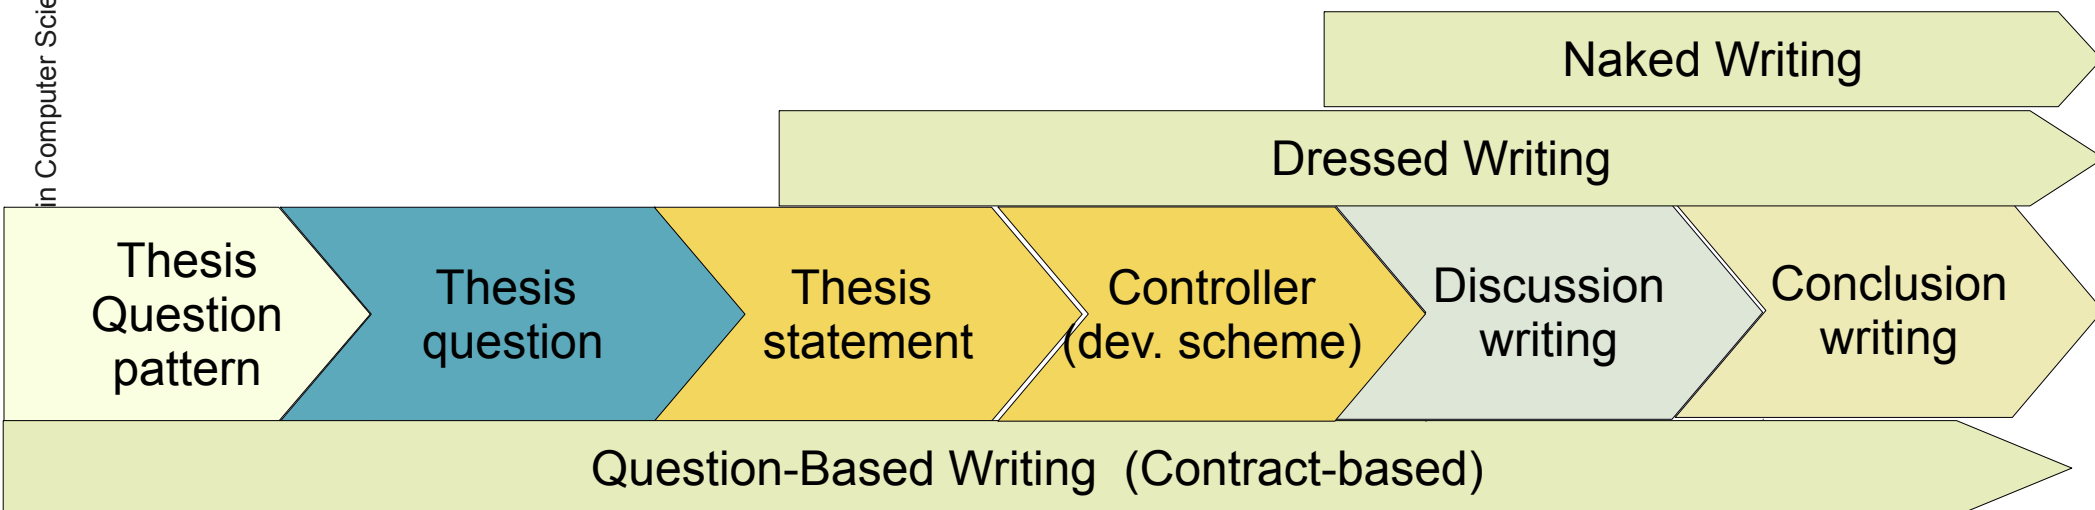 in Computer Scie
Naked Writing
Dressed Writing
Thesis
Question
pattern
Thesis
question
Thesis
statement
Controller
(dev. scheme)
Discussion
writing
Conclusion
writing
Question-Based Writing (Contract-based)